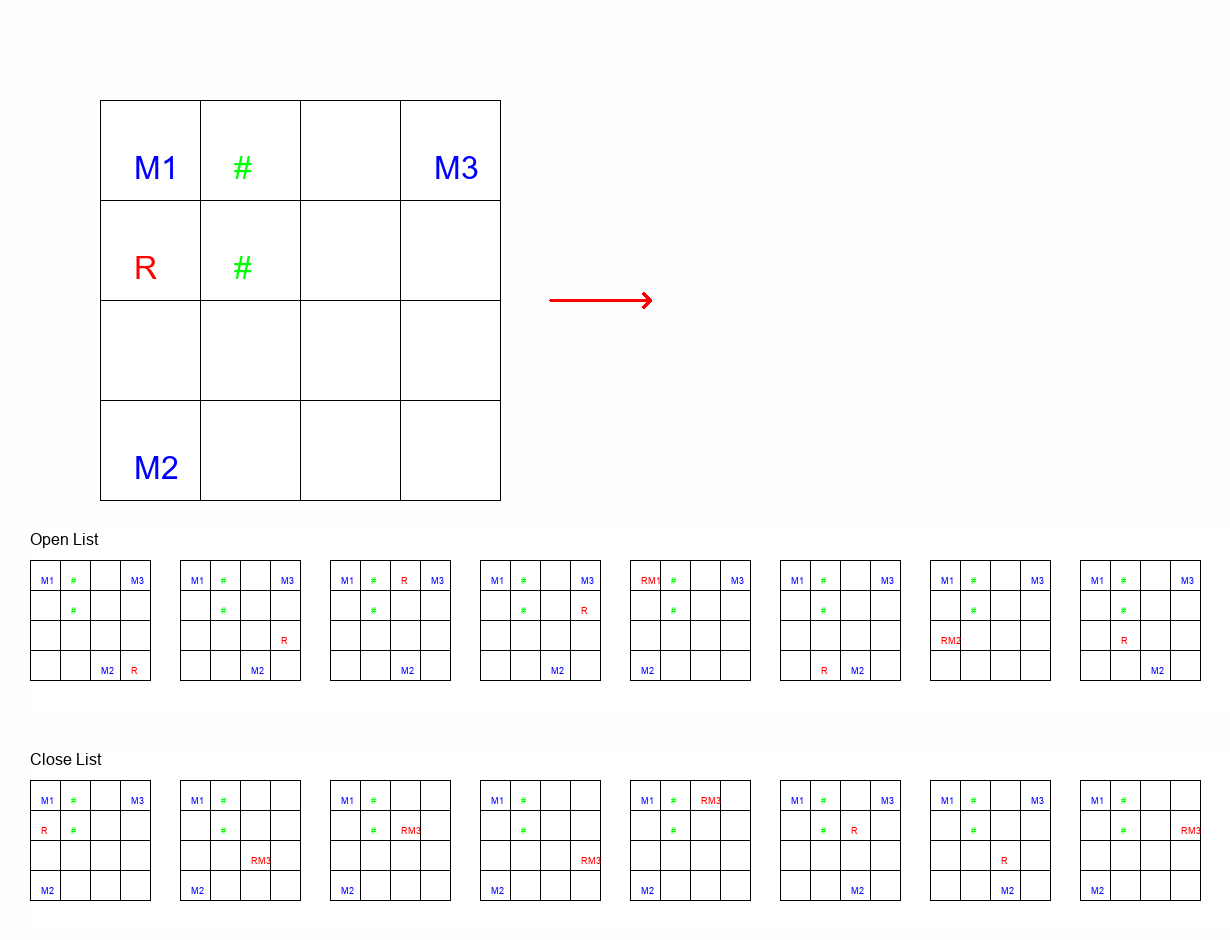 M1 # M3
R #
M2
Open List
M1 # M3 M1 # M3 M1 # R M3 M1 # M3 RM1 # M3 M1 # M3 M1 # M3 M1 # M3
# # # # R # # # #
R RM2 R
M2 R M2 M2 M2 M2 R M2 M2
Close List
M1 # M3 M1 # M1 # M1 # M1 # RM3 M1 # M3 M1 # M3 M1 #
R # # # RM3 # # # R # # RM3
RM3 RM3 R
M2 M2 M2 M2 M2 M2 M2 M2